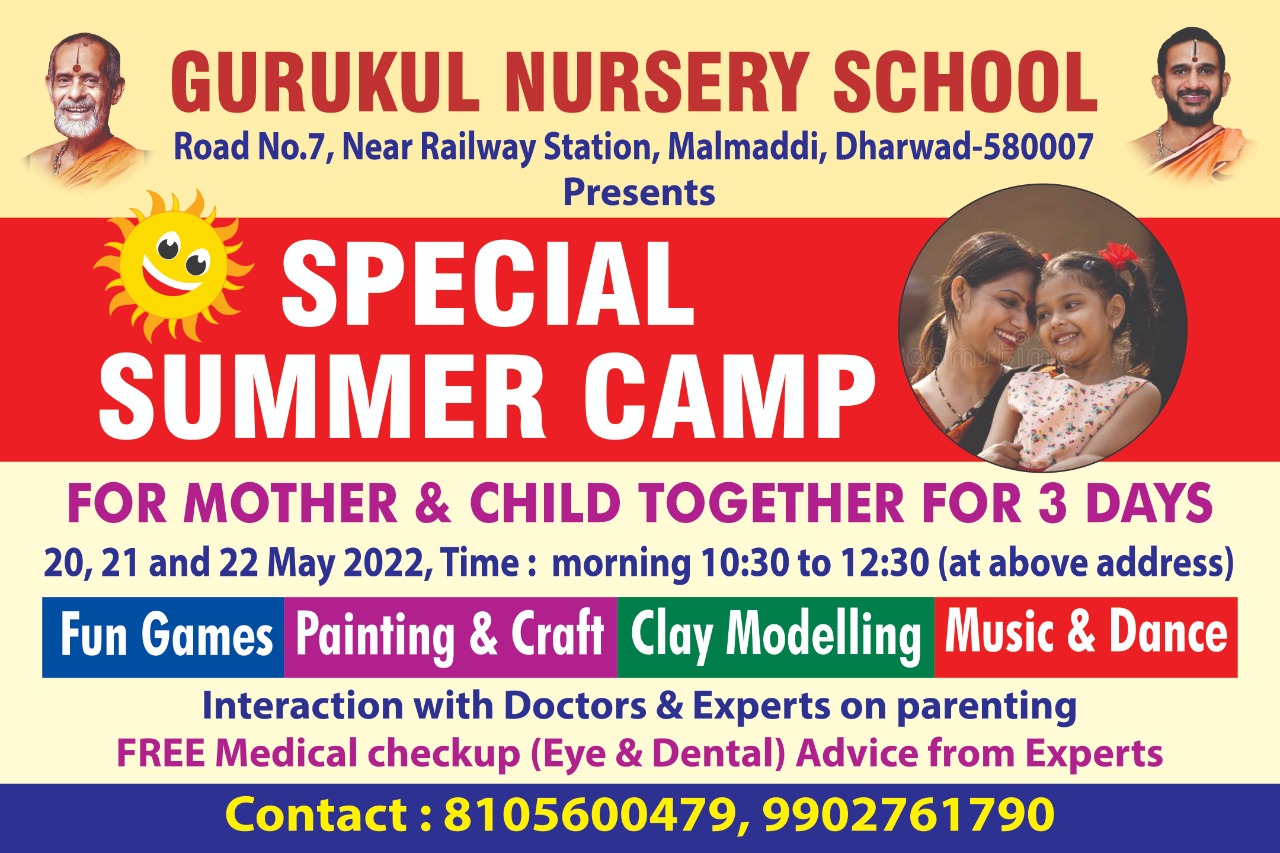 GURUKUL NURSERY SCHOOL
Road No.7, Near Railway Station, Malmaddi, Dharwad-580007
Presents
SPECIAL
SUMMER CAMP
FOR MOTHER & CHILD TOGETHER FOR 3 DAYS
20, 21 and 22 May 2022, Time : morning 10:30 to 12:30 (at above address)
Fun Games Painting & Craft Clay Modelling Music & Dance
Interaction with Doctors & Experts on parenting
FREE Medical checkup (Eye & Dental) Advice from Experts
Contact : 8105600479, 9902761790